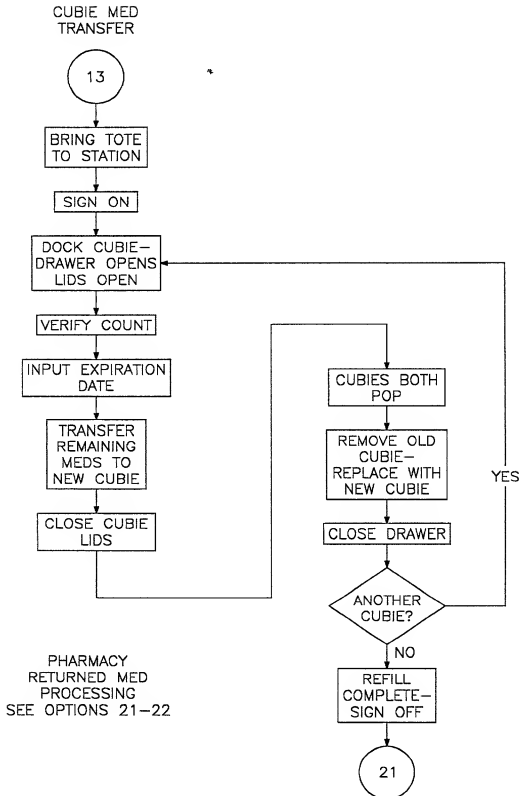 CUBIE MED
TRANSFER
13
BRING TOTE
TO STATION
SIGN ON
DOCK CUBIE–
DRAWER OPENS
LIDS OPEN
VERIFY COUNT
INPUT EXPIRATION
DATE
TRANSFER
REMAINING
MEDS TO
NEW CUBIE
CLOSE CUBIE
LIDS
CUBIES BOTH
POP
REMOVE OLD
CUBIE–
REPLACE WITH
NEW CUBIE
CLOSE DRAWER
ANOTHER
CUBIE?
YES
NO
REFILL
COMPLETE–
SIGN OFF
21
PHARMACY
RETURNED MED
PROCESSING
SEE OPTIONS 21–22